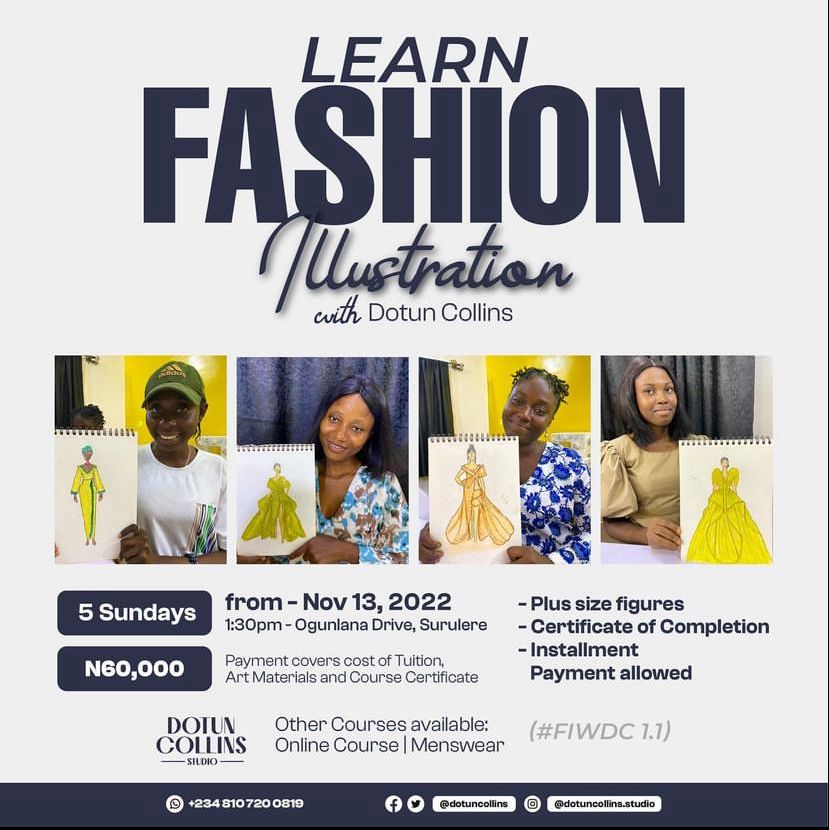 LEARN
FASHION
Illustration
with Dotun Collins
adidas
5 Sundays
from - Nov 13, 2022
1:30pm - Ogunlana Drive, Surulere
N60,000
Payment covers cost of Tuition,
Art Materials and Course Certificate
- Plus size figures
- Certificate of Completion
- Installment
Payment allowed
DOTUN
COLLINS
STUDIO
Other Courses available:
Online Course | Menswear
(#FIWDC 1.1)
+234 810 720 0819
@dotuncollins
@dotuncollins.studio